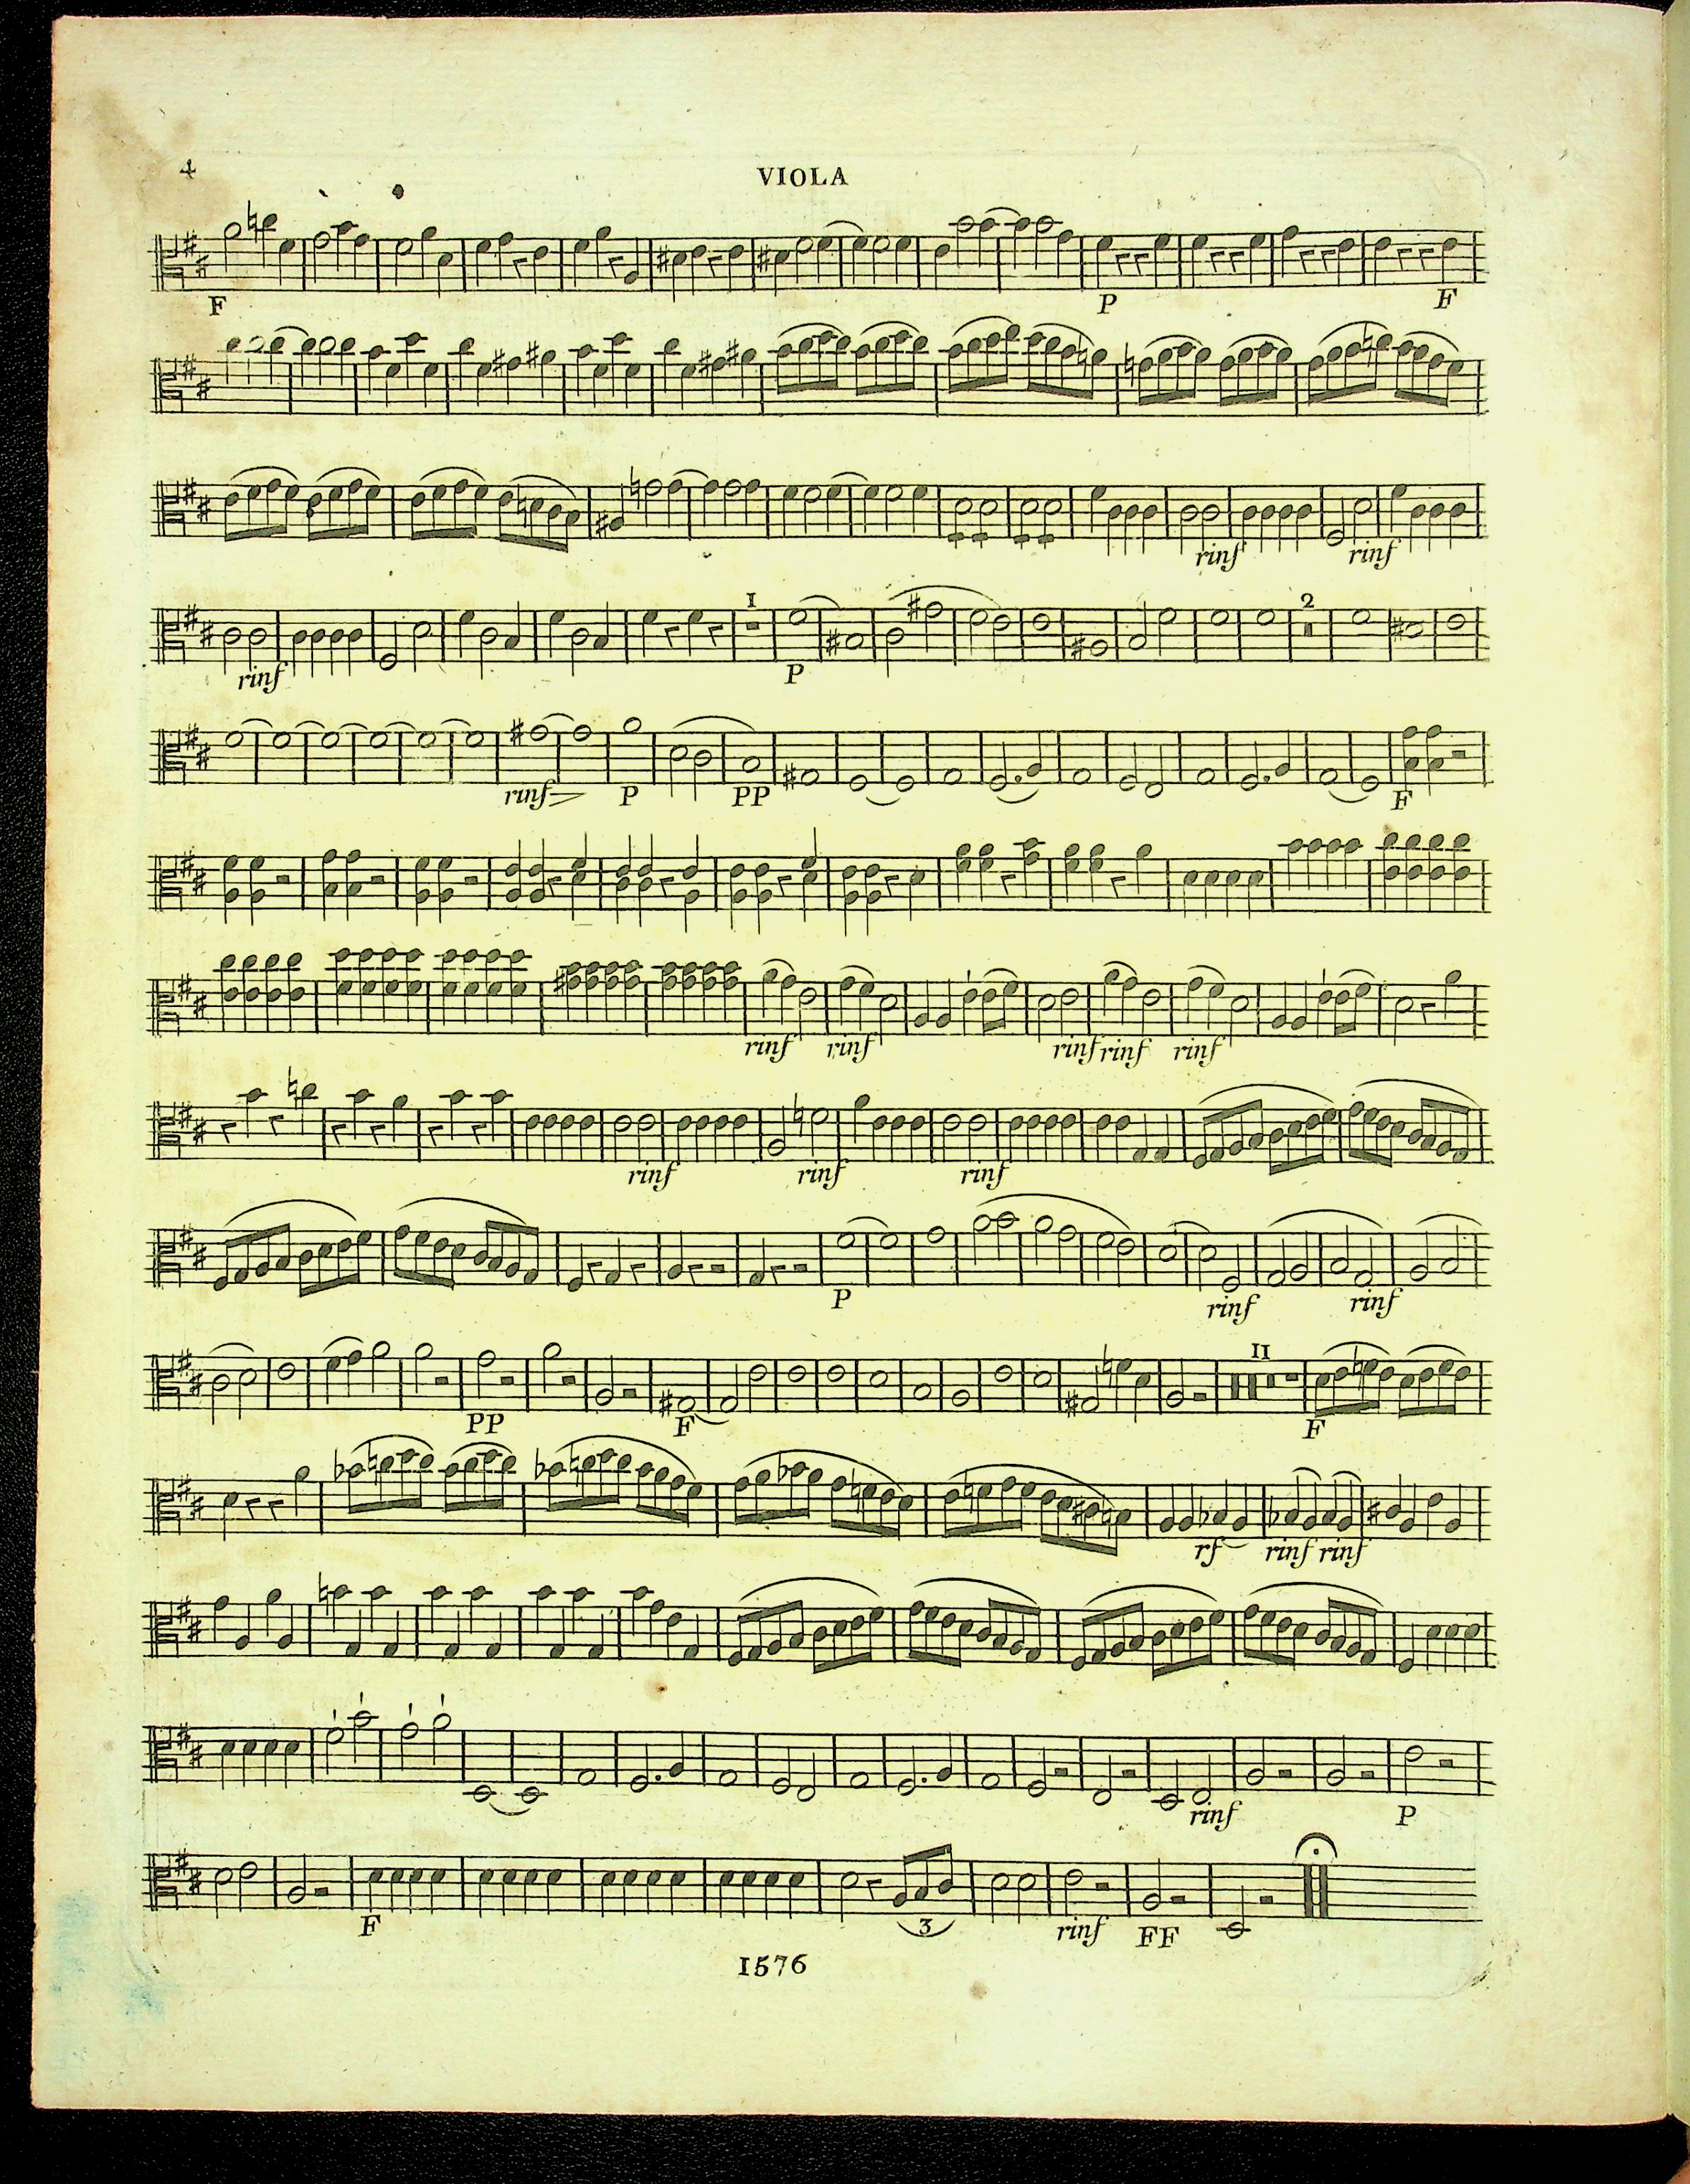 4
VIOLA
F P F
rinf rinf
1 2
rinf P
rinf P PP F
rinf rinf rinf rinf rinf
rinf rinf rinf
P rinf rinf
II
PP F F
rf rinf rinf
rinf P
F 3 rinf FF
1576